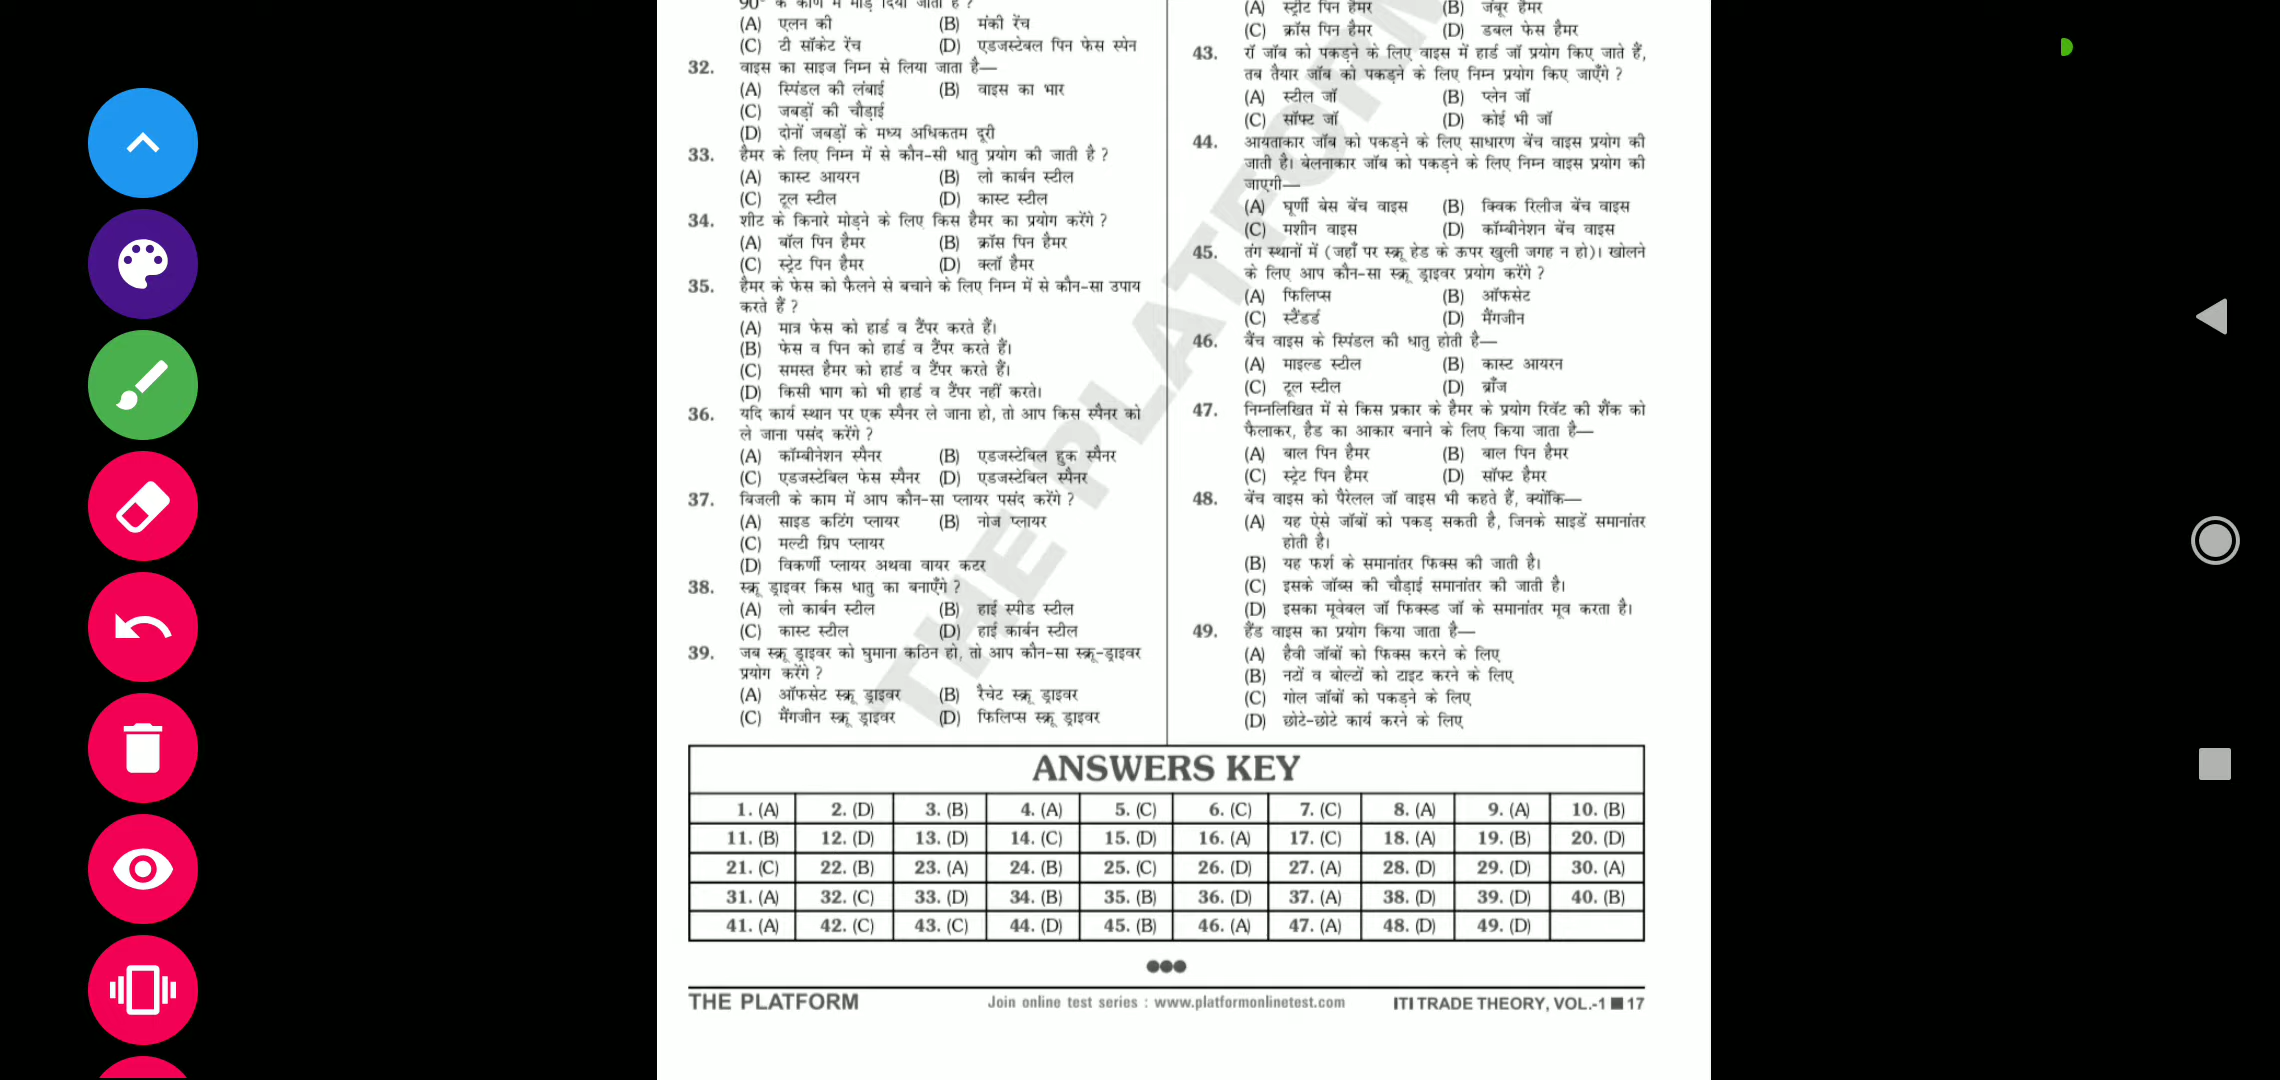 90° के कोण में मोड़ दिया जाता है ?
(A) एलन की (B) मंकी रेंच
(C) टी सॉकेट रेंच (D) एडजस्टेबल पिन फेस स्पेन
32. वाइस का साइज निम्न से लिया जाता है—
(A) स्पिंडल की लंबाई (B) वाइस का भार
(C) जबड़ों की चौड़ाई
(D) दोनों जबड़ों के मध्य अधिकतम दूरी
33. हैमर के लिए निम्न में से कौन-सी धातु प्रयोग की जाती है ?
(A) कास्ट आयरन (B) लो कार्बन स्टील
(C) टूल स्टील (D) कास्ट स्टील
34. शीट के किनारे मोड़ने के लिए किस हैमर का प्रयोग करेंगे ?
(A) बॉल पिन हैमर (B) क्रॉस पिन हैमर
(C) स्ट्रेट पिन हैमर (D) क्लॉ हैमर
35. हैमर के फेस को फैलने से बचाने के लिए निम्न में से कौन-सा उपाय
करते हैं ?
(A) मात्र फेस को हार्ड व टैंपर करते हैं।
(B) फेस व पिन को हार्ड व टैंपर करते हैं।
(C) समस्त हैमर को हार्ड व टैंपर करते हैं।
(D) किसी भाग को भी हार्ड व टैंपर नहीं करते।
36. यदि कार्य स्थान पर एक स्पैनर ले जाना हो, तो आप किस स्पैनर को
ले जाना पसंद करेंगे ?
(A) कॉम्बीनेशन स्पैनर (B) एडजस्टेबिल हुक स्पैनर
(C) एडजस्टेबिल फेस स्पैनर (D) एडजस्टेबिल स्पैनर
37. बिजली के काम में आप कौन-सा प्लायर पसंद करेंगे ?
(A) साइड कटिंग प्लायर (B) नोज प्लायर
(C) मल्टी ग्रिप प्लायर
(D) विकर्णी प्लायर अथवा वायर कटर
38. स्क्रू ड्राइवर किस धातु का बनाएँगे ?
(A) लो कार्बन स्टील (B) हाई स्पीड स्टील
(C) कास्ट स्टील (D) हाई कार्बन स्टील
39. जब स्क्रू ड्राइवर को घुमाना कठिन हो, तो आप कौन-सा स्क्रू-ड्राइवर
प्रयोग करेंगे ?
(A) ऑफसेट स्क्रू ड्राइवर (B) रैचेट स्क्रू ड्राइवर
(C) मैंगजीन स्क्रू ड्राइवर (D) फिलिप्स स्क्रू ड्राइवर
(A) स्ट्रीट पिन हैमर (B) जंबूर हैमर
(C) क्रॉस पिन हैमर (D) डबल फेस हैमर
43. रॉ जॉब को पकड़ने के लिए वाइस में हार्ड जॉ प्रयोग किए जाते हैं,
तब तैयार जॉब को पकड़ने के लिए निम्न प्रयोग किए जाएँगे ?
(A) स्टील जॉ (B) प्लेन जॉ
(C) सॉफ्ट जॉ (D) कोई भी जॉ
44. आयताकार जॉब को पकड़ने के लिए साधारण बेंच वाइस प्रयोग की
जाती है। बेलनाकार जॉब को पकड़ने के लिए निम्न वाइस प्रयोग की
जाएगी—
(A) घूर्णी बेस बेंच वाइस (B) क्विक रिलीज बेंच वाइस
(C) मशीन वाइस (D) कॉम्बीनेशन बेंच वाइस
45. तंग स्थानों में (जहाँ पर स्क्रू हेड के ऊपर खुली जगह न हो)। खोलने
के लिए आप कौन-सा स्क्रू ड्राइवर प्रयोग करेंगे ?
(A) फिलिप्स (B) ऑफसेट
(C) स्टैंडर्ड (D) मैंगजीन
46. बैंच वाइस के स्पिंडल की धातु होती है—
(A) माइल्ड स्टील (B) कास्ट आयरन
(C) टूल स्टील (D) ब्राँज
47. निम्नलिखित में से किस प्रकार के हैमर के प्रयोग रिवॅट की शैंक को
फैलाकर, हैड का आकार बनाने के लिए किया जाता है—
(A) बाल पिन हैमर (B) बाल पिन हैमर
(C) स्ट्रेट पिन हैमर (D) सॉफ्ट हैमर
48. बेंच वाइस को पैरेलल जॉ वाइस भी कहते हैं, क्योंकि—
(A) यह ऐसे जॉबों को पकड़ सकती है, जिनके साइडें समानांतर
होती है।
(B) यह फर्श के समानांतर फिक्स की जाती है।
(C) इसके जॉब्स की चौड़ाई समानांतर की जाती है।
(D) इसका मूवेबल जॉ फिक्स्ड जॉ के समानांतर मूव करता है।
49. हैंड वाइस का प्रयोग किया जाता है—
(A) हैवी जॉबों को फिक्स करने के लिए
(B) नटों व बोल्टों को टाइट करने के लिए
(C) गोल जॉबों को पकड़ने के लिए
(D) छोटे-छोटे कार्य करने के लिए
THE PLATFORM
ANSWERS KEY
1. (A) 2. (D) 3. (B) 4. (A) 5. (C) 6. (C) 7. (C) 8. (A) 9. (A) 10. (B)
11. (B) 12. (D) 13. (D) 14. (C) 15. (D) 16. (A) 17. (C) 18. (A) 19. (B) 20. (D)
21. (C) 22. (B) 23. (A) 24. (B) 25. (C) 26. (D) 27. (A) 28. (D) 29. (D) 30. (A)
31. (A) 32. (C) 33. (D) 34. (B) 35. (B) 36. (D) 37. (A) 38. (D) 39. (D) 40. (B)
41. (A) 42. (C) 43. (C) 44. (D) 45. (B) 46. (A) 47. (A) 48. (D) 49. (D)
THE PLATFORM Join online test series : www.platformonlinetest.com ITI TRADE THEORY, VOL.-1 ■ 17